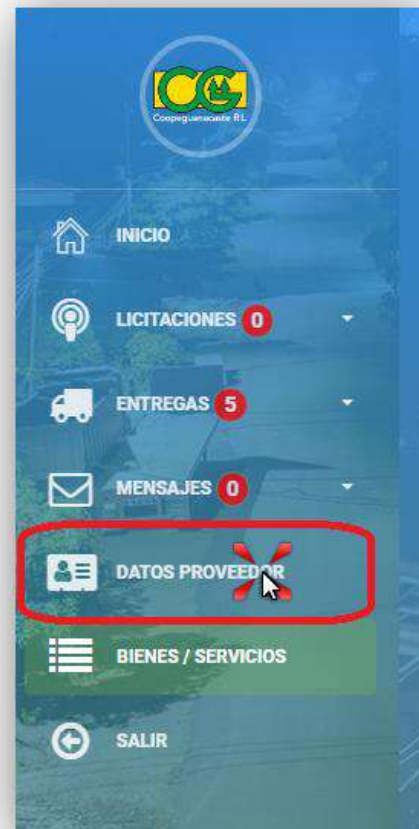 CG
Coopeguanacaste R.L
INICIO
LICITACIONES 0
ENTREGAS 5
MENSAJES 0
DATOS PROVEEDOR
BIENES / SERVICIOS
SALIR